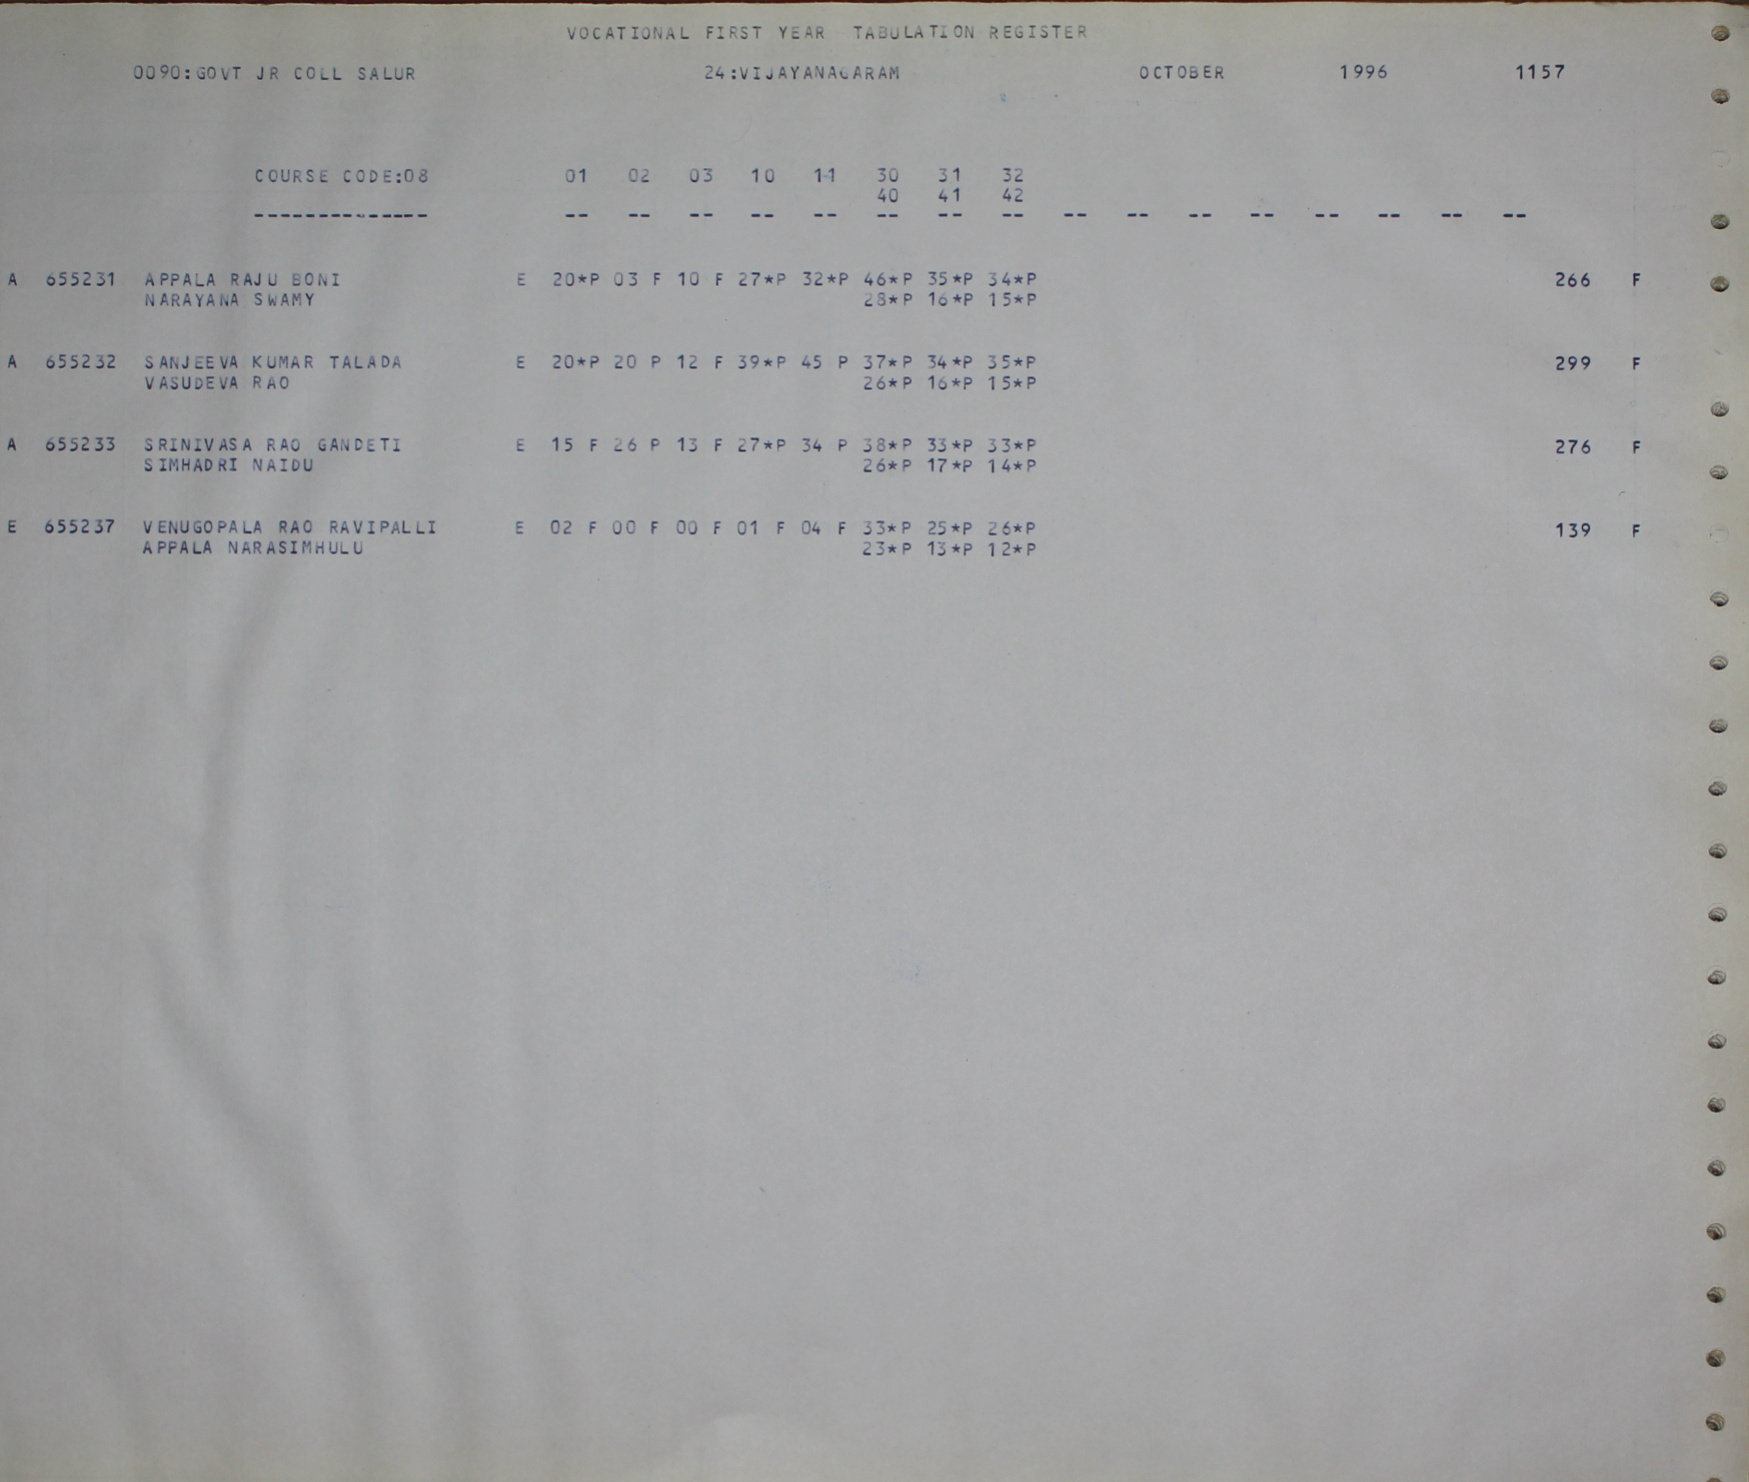 VOCATIONAL FIRST YEAR TABULATION REGISTER
0090:GOVT JR COLL SALUR 24:VIJAYANAGARAM OCTOBER 1996 1157
COURSE CODE:08 01 02 03 10 11 30 31 32
40 41 42
-------------- -- -- -- -- -- -- -- -- -- -- -- -- -- -- -- --
A 655231 APPALA RAJU BONI E 20*P 03 F 10 F 27*P 32*P 46*P 35*P 34*P 266 F
NARAYANA SWAMY 28*P 16*P 15*P
A 655232 SANJEEVA KUMAR TALADA E 20*P 20 P 12 F 39*P 45 P 37*P 34*P 35*P 299 F
VASUDEVA RAO 26*P 16*P 15*P
A 655233 SRINIVASA RAO GANDETI E 15 F 26 P 13 F 27*P 34 P 38*P 33*P 33*P 276 F
SIMHADRI NAIDU 26*P 17*P 14*P
E 655237 VENUGOPALA RAO RAVIPALLI E 02 F 00 F 00 F 01 F 04 F 33*P 25*P 26*P 139 F
APPALA NARASIMHULU 23*P 13*P 12*P